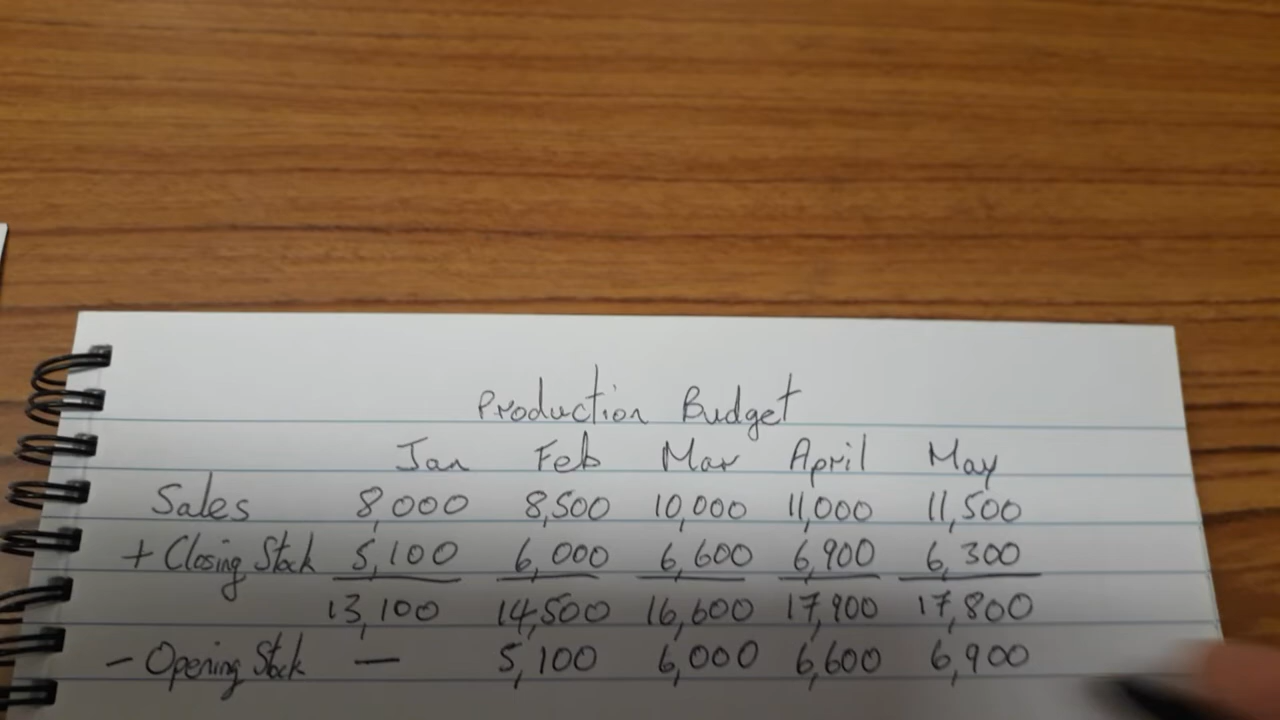 Production Budget
Jan Feb Mar April May
Sales 8,000 8,500 10,000 11,000 11,500
+ Closing Stock 5,100 6,000 6,600 6,900 6,300
13,100 14,500 16,600 17,900 17,800
- Opening Stock — 5,100 6,000 6,600 6,900